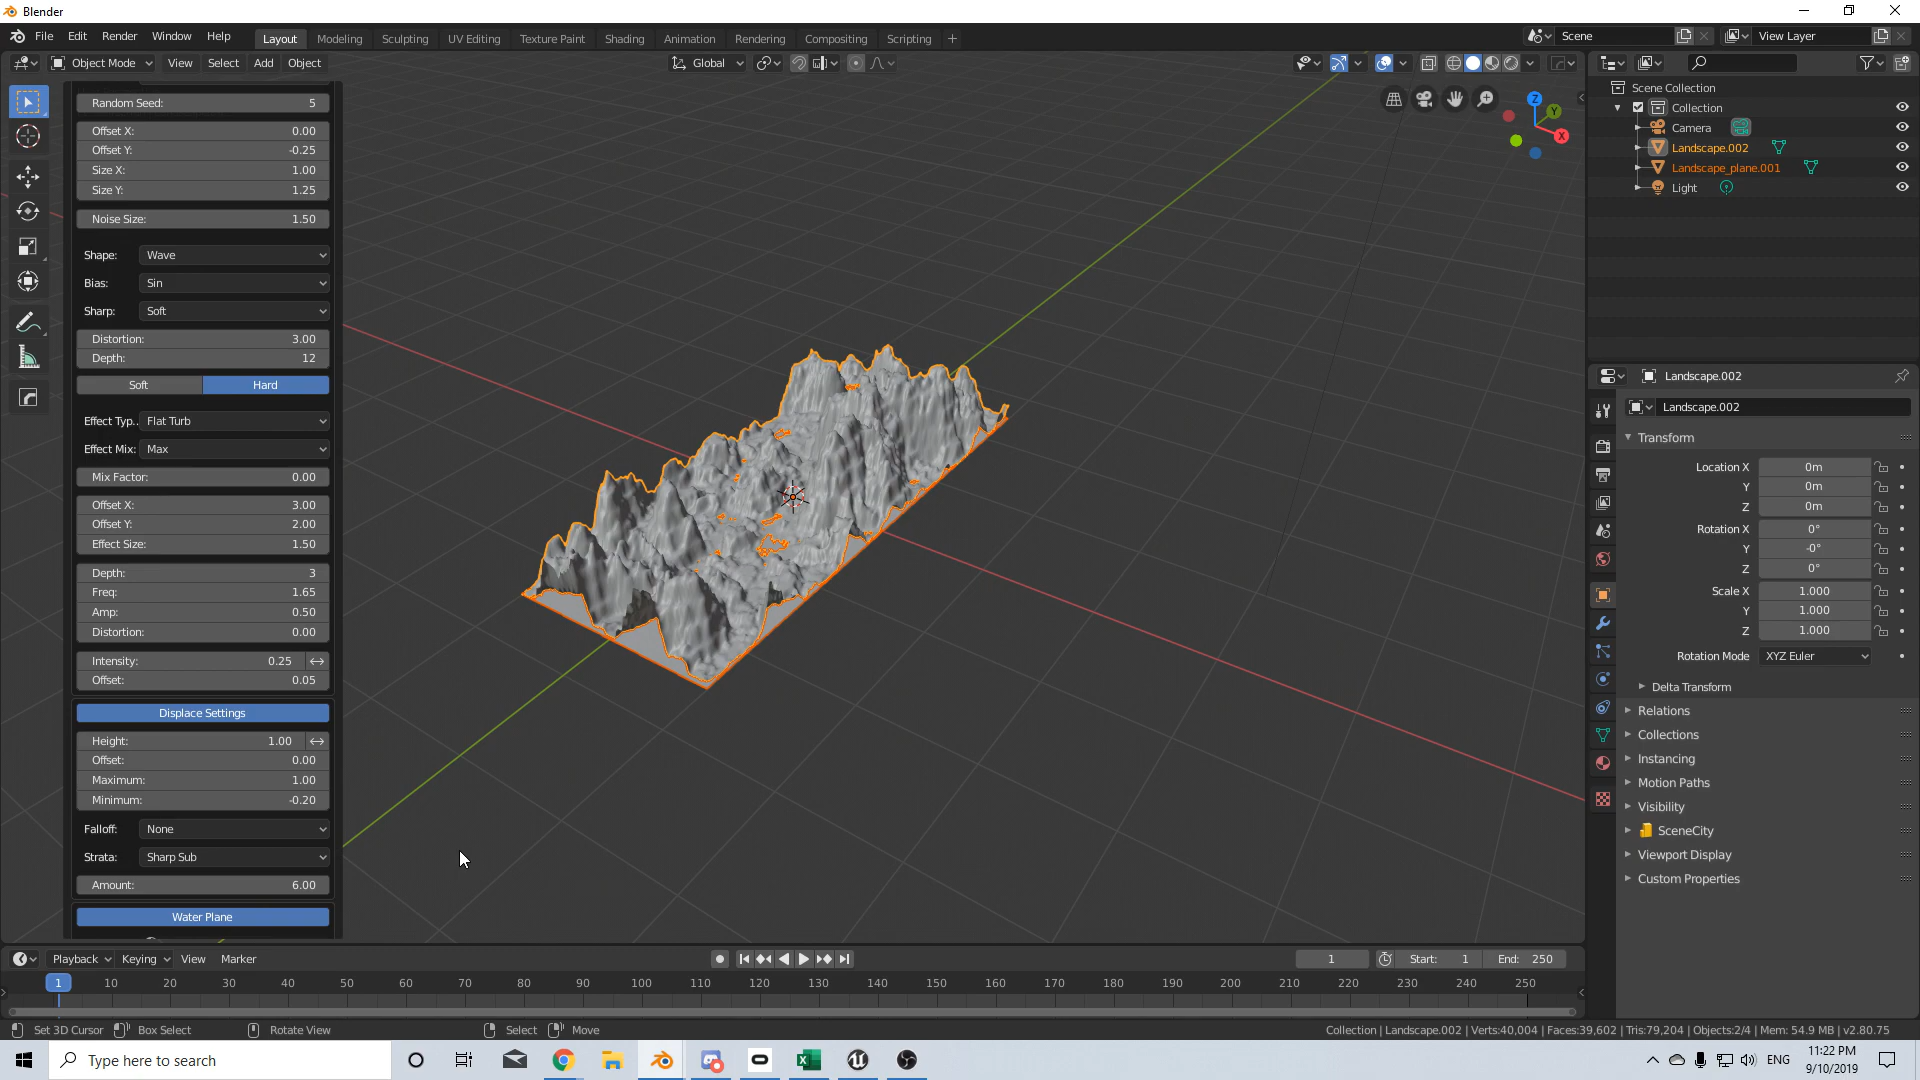 Blender
File Edit Render Window Help
Layout Modeling Sculpting UV Editing Texture Paint Shading Animation Rendering Compositing Scripting +
Scene
View Layer
Object Mode View Select Add Object
Global
Random Seed: 5
Offset X: 0.00
Offset Y: -0.25
Size X: 1.00
Size Y: 1.25
Noise Size: 1.50
Shape: Wave
Bias: Sin
Sharp: Soft
Distortion: 3.00
Depth: 12
Soft Hard
Effect Typ.. Flat Turb
Effect Mix: Max
Mix Factor: 0.00
Offset X: 3.00
Offset Y: 2.00
Effect Size: 1.50
Depth: 3
Freq: 1.65
Amp: 0.50
Distortion: 0.00
Intensity: 0.25
Offset: 0.05
Displace Settings
Height: 1.00
Offset: 0.00
Maximum: 1.00
Minimum: -0.20
Falloff: None
Strata: Sharp Sub
Amount: 6.00
Water Plane
Z
Y
X
Scene Collection
Collection
Camera
Landscape.002
Landscape_plane.001
Light
Landscape.002
Landscape.002
Transform
Location X 0m
Y 0m
Z 0m
Rotation X 0°
Y -0°
Z 0°
Scale X 1.000
Y 1.000
Z 1.000
Rotation Mode XYZ Euler
Delta Transform
Relations
Collections
Instancing
Motion Paths
Visibility
SceneCity
Viewport Display
Custom Properties
Playback Keying View Marker
1 Start: 1 End: 250
1 10 20 30 40 50 60 70 80 90 100 110 120 130 140 150 160 170 180 190 200 210 220 230 240 250
Set 3D Cursor Box Select Rotate View Select Move
Collection | Landscape.002 | Verts:40,004 | Faces:39,602 | Tris:79,204 | Objects:2/4 | Mem: 54.9 MB | v2.80.75
Type here to search
ENG
11:22 PM
9/10/2019